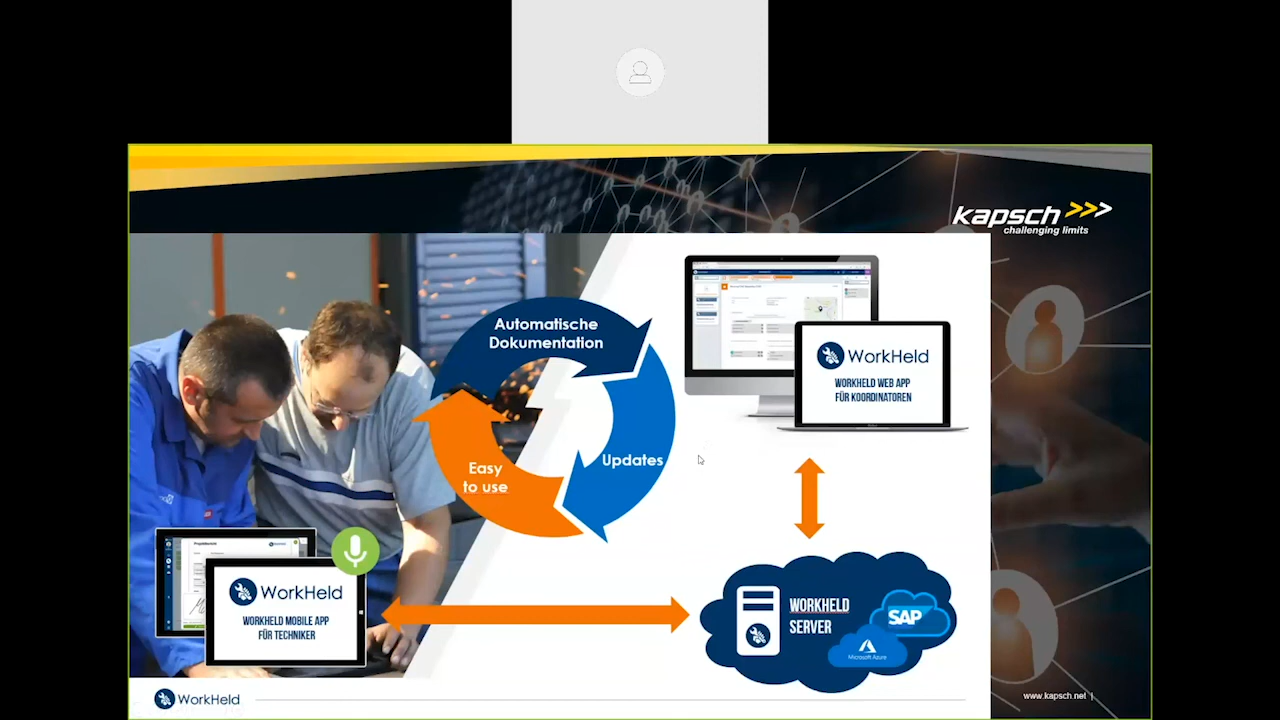 kapsch
challenging limits
Automatische
Dokumentation
Updates
Easy
to use
WorkHeld
WORKHELD WEB APP
FÜR KOORDINATOREN
WorkHeld
WORKHELD MOBILE APP
FÜR TECHNIKER
WORKHELD
SERVER
SAP
Microsoft Azure
WorkHeld
www.kapsch.net |